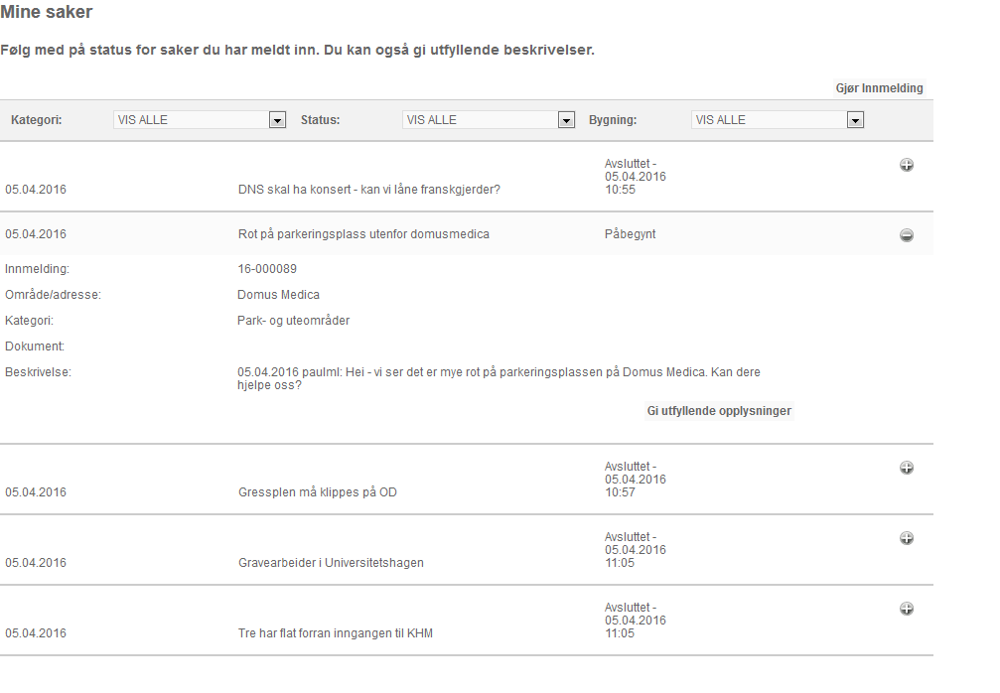 Mine saker
Følg med på status for saker du har meldt inn. Du kan også gi utfyllende beskrivelser.
Gjør Innmelding
Kategori: VIS ALLE Status: VIS ALLE Bygning: VIS ALLE
Avsluttet -
05.04.2016
05.04.2016 DNS skal ha konsert - kan vi låne franskgjerder? 10:55
05.04.2016 Rot på parkeringsplass utenfor domusmedica Påbegynt
Innmelding: 16-000089
Område/adresse: Domus Medica
Kategori: Park- og uteområder
Dokument:
Beskrivelse: 05.04.2016 paulml: Hei - vi ser det er mye rot på parkeringsplassen på Domus Medica. Kan dere
hjelpe oss?
Gi utfyllende opplysninger
Avsluttet -
05.04.2016
05.04.2016 Gressplen må klippes på OD 10:57
Avsluttet -
05.04.2016
05.04.2016 Gravearbeider i Universitetshagen 11:05
Avsluttet -
05.04.2016
05.04.2016 Tre har flat forran inngangen til KHM 11:05